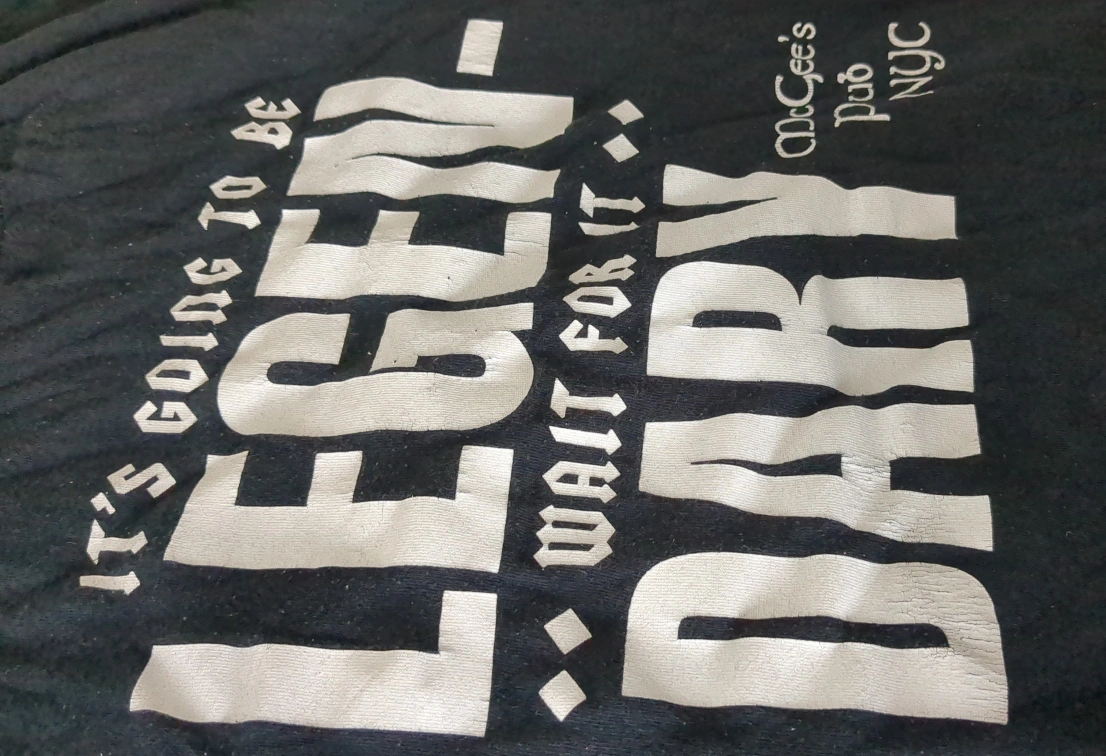 IT'S GOING TO BE
LEGEN-
WAIT FOR IT
DARY
McGee's
Pub
NYC